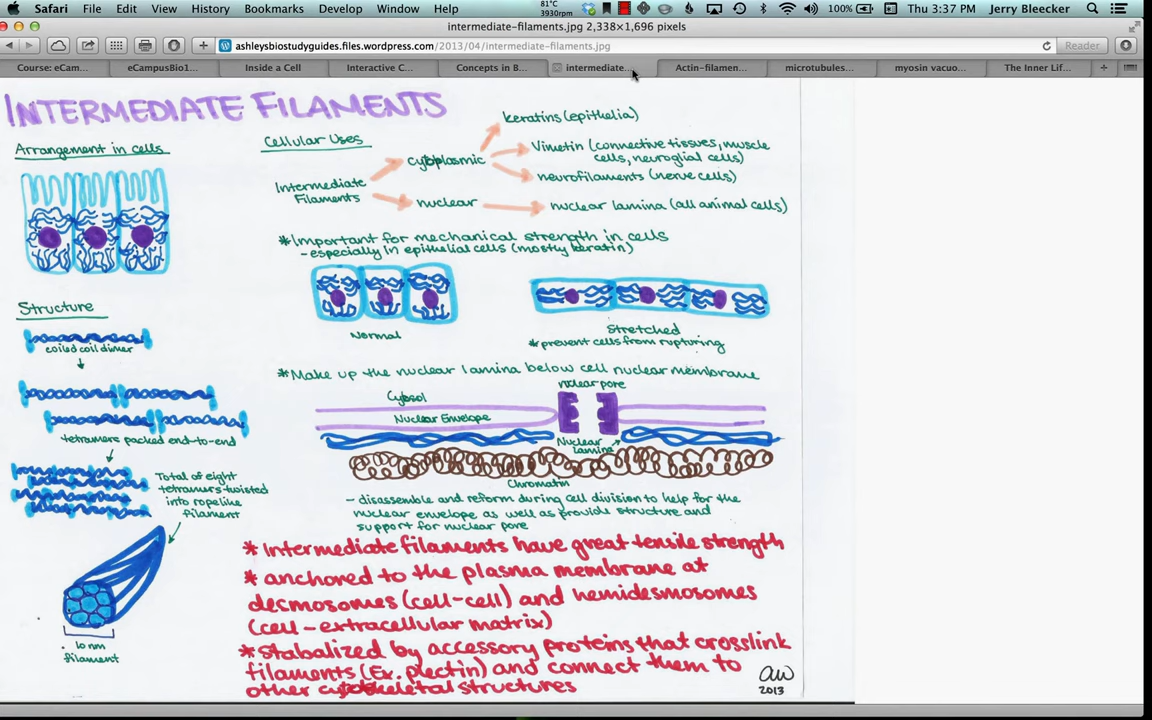 Safari File Edit View History Bookmarks Develop Window Help 81°C 3930rpm 100% Thu 3:37 PM Jerry Bleecker
intermediate-filaments.jpg 2,338×1,696 pixels
ashleysbiostudyguides.files.wordpress.com/2013/04/intermediate-filaments.jpg Reader
Course: eCam... eCampusBio1... Inside a Cell Interactive C... Concepts in B... intermediate... Actin-filamen... microtubules... myosin vacuo... The Inner Lif...
INTERMEDIATE FILAMENTS
Arrangement in cells
Structure
coiled coil dimer
tetramers packed end-to-end
Total of eight
tetramers twisted
into ropeline
filament
10 nm
filament
Cellular Uses
Intermediate
Filaments
cytoplasmic
nuclear
keratins (epithelia)
Vimetin (connective tissues, muscle
cells, neuroglial cells)
neurofilaments (nerve cells)
nuclear lamina (all animal cells)
*Important for mechanical strength in cells
- especially in epithelial cells (mostly keratin)
Normal
Stretched
* prevent cells from rupturing
*Make up the nuclear lamina below cell nuclear membrane
nuclear pore
Cytosol
Nuclear Envelope
Nuclear
Lamina
Chromatin
- disassemble and reform during cell division to help for the
nuclear envelope as well as provide structure and
support for nuclear pore
* Intermediate filaments have great tensile strength
* anchored to the plasma membrane at
desmosomes (cell-cell) and hemidesmosomes
(cell-extracellular matrix)
* stabalized by accessory proteins that crosslink
filaments (Ex. plectin) and connect them to
other cytoskeletal structures
aw
2013